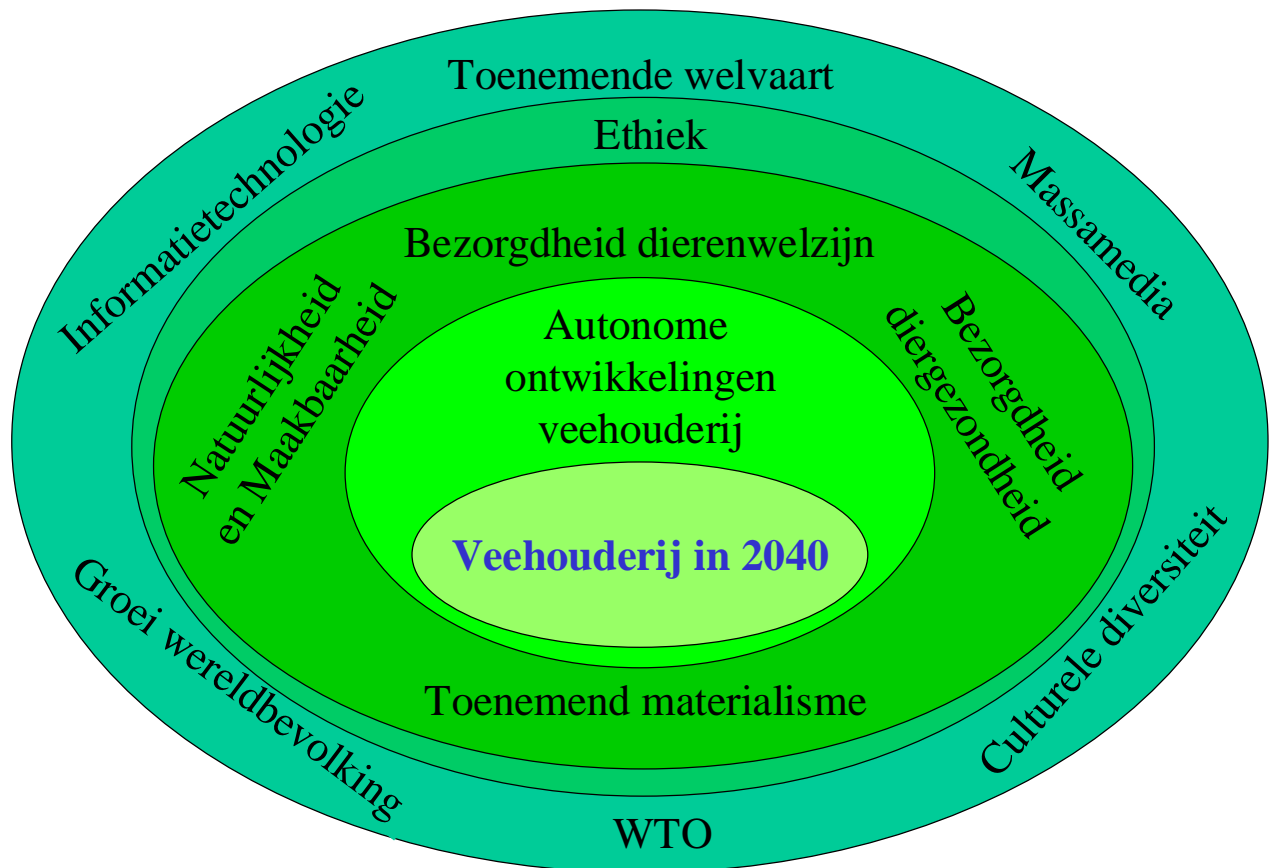 Toenemende welvaart
Informatietechnologie
Massamedia
Ethiek
Bezorgdheid dierenwelzijn
Natuurlijkheid
en Maakbaarheid
Bezorgdheid
diergezondheid
Autonome
ontwikkelingen
veehouderij
Veehouderij in 2040
Toenemend materialisme
Groei wereldbevolking
Culturele diversiteit
WTO